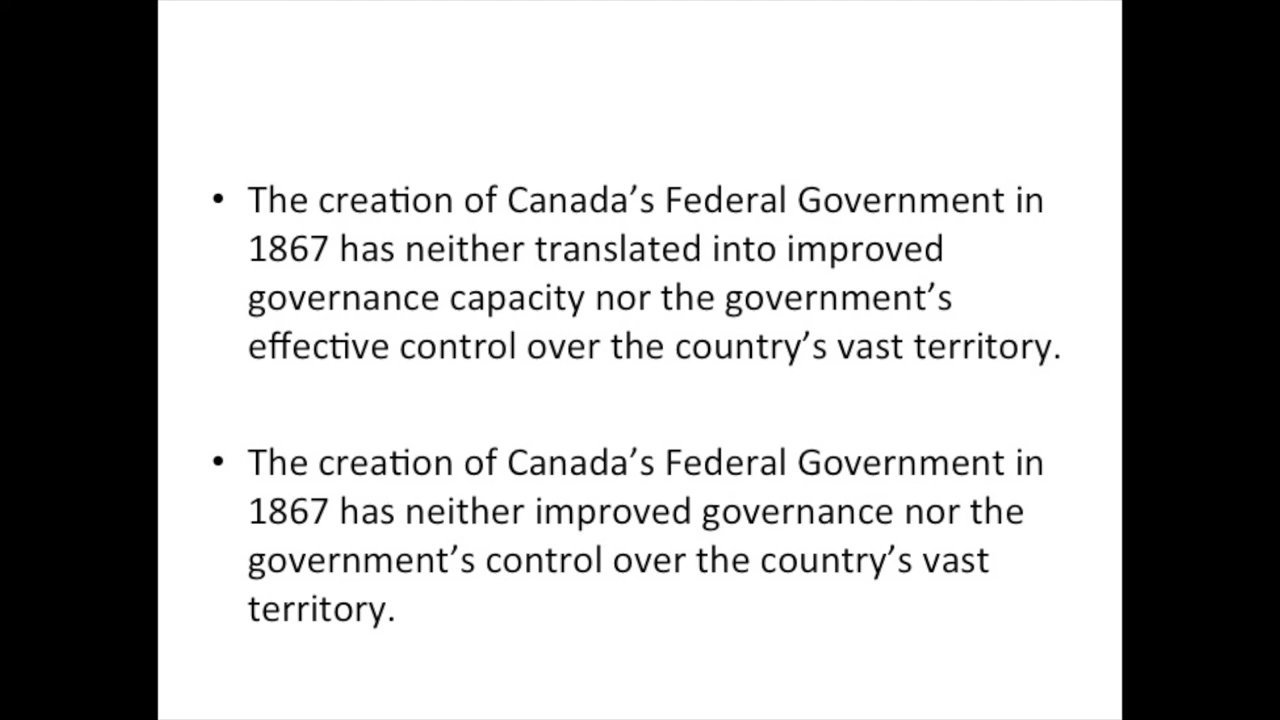 • The creation of Canada’s Federal Government in
1867 has neither translated into improved
governance capacity nor the government’s
effective control over the country’s vast territory.
• The creation of Canada’s Federal Government in
1867 has neither improved governance nor the
government’s control over the country’s vast
territory.